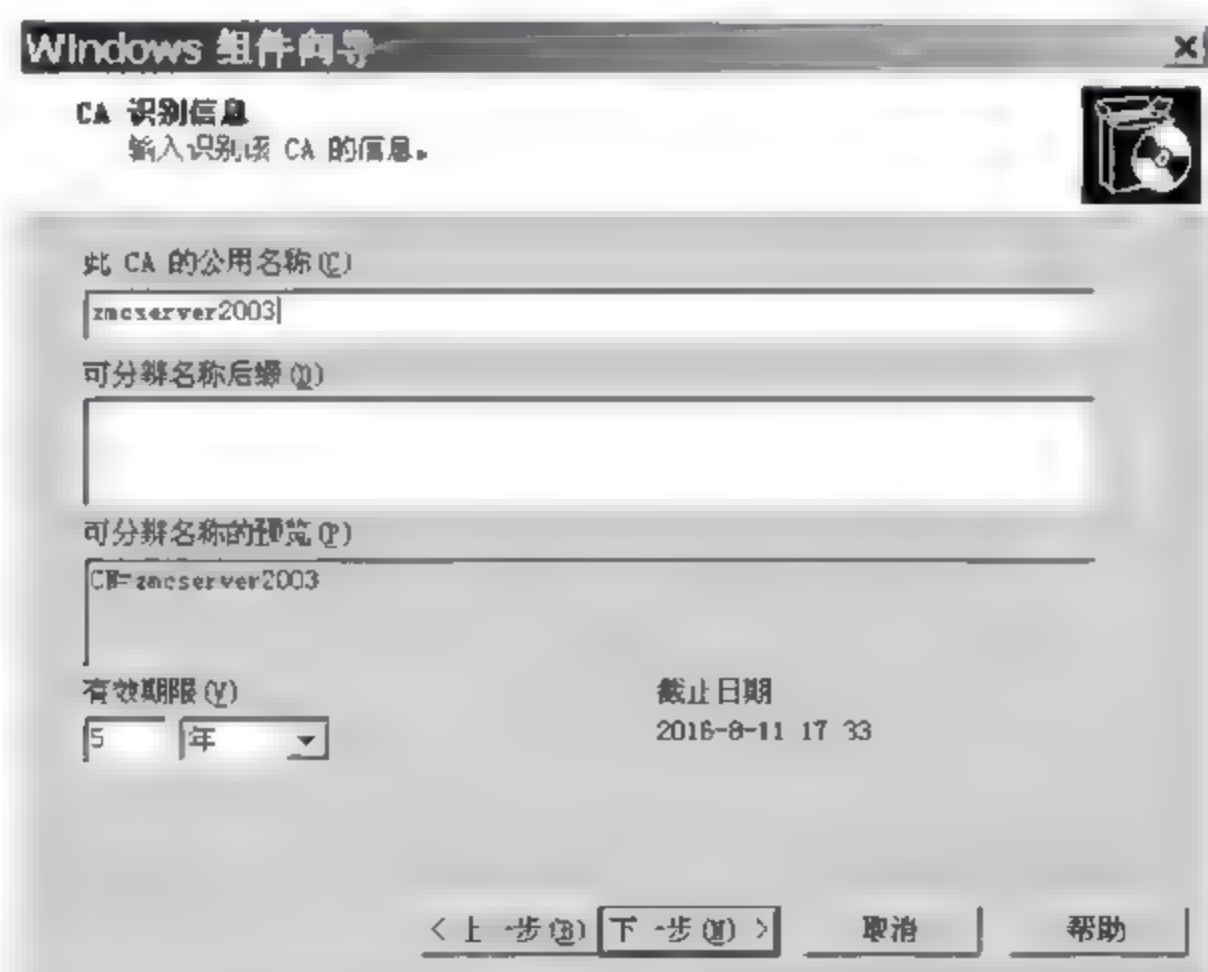 Windows 组件向导
CA 识别信息
输入识别该 CA 的信息。
此 CA 的公用名称(C)
zmcserver2003
可分辨名称后缀(D)
可分辨名称的预览(P)
CN=zmcserver2003
有效期限(V)
截止日期
5 年
2016-8-11 17 33
< 上一步(B) 下一步(N) > 取消 帮助